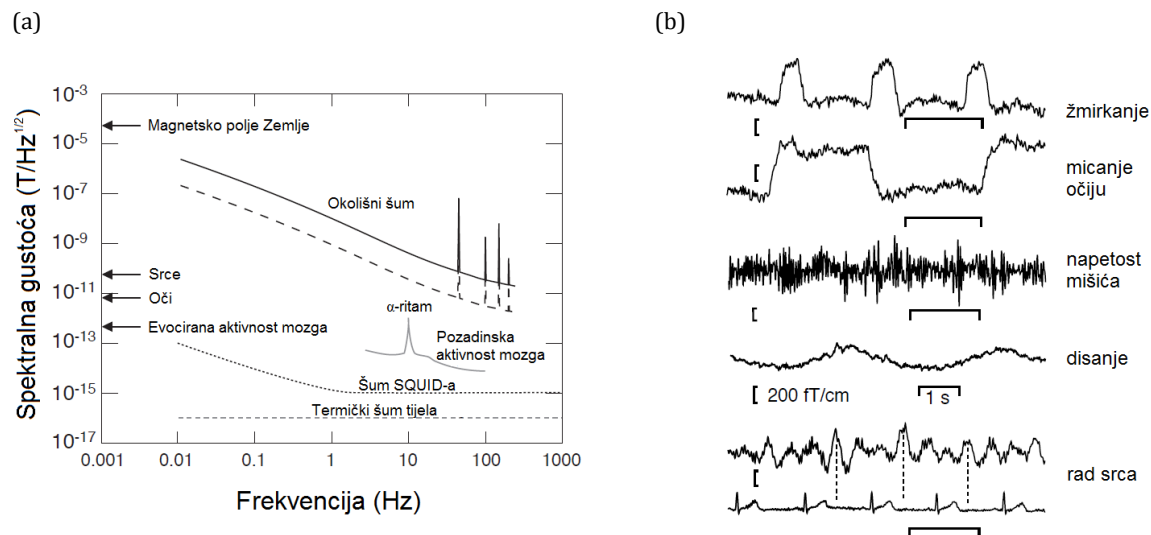 (a)
(b)
Spektralna gustoća (T/Hz^1/2)
10^-3
10^-5
10^-7
10^-9
10^-11
10^-13
10^-15
10^-17
Magnetsko polje Zemlje
Okolišni šum
Srce
Oči
Evocirana aktivnost mozga
α-ritam
Pozadinska
aktivnost mozga
Šum SQUID-a
Termički šum tijela
0.001 0.01 0.1 1 10 100 1000
Frekvencija (Hz)
žmirkanje
micanje
očiju
napetost
mišića
disanje
200 fT/cm
1 s
rad srca